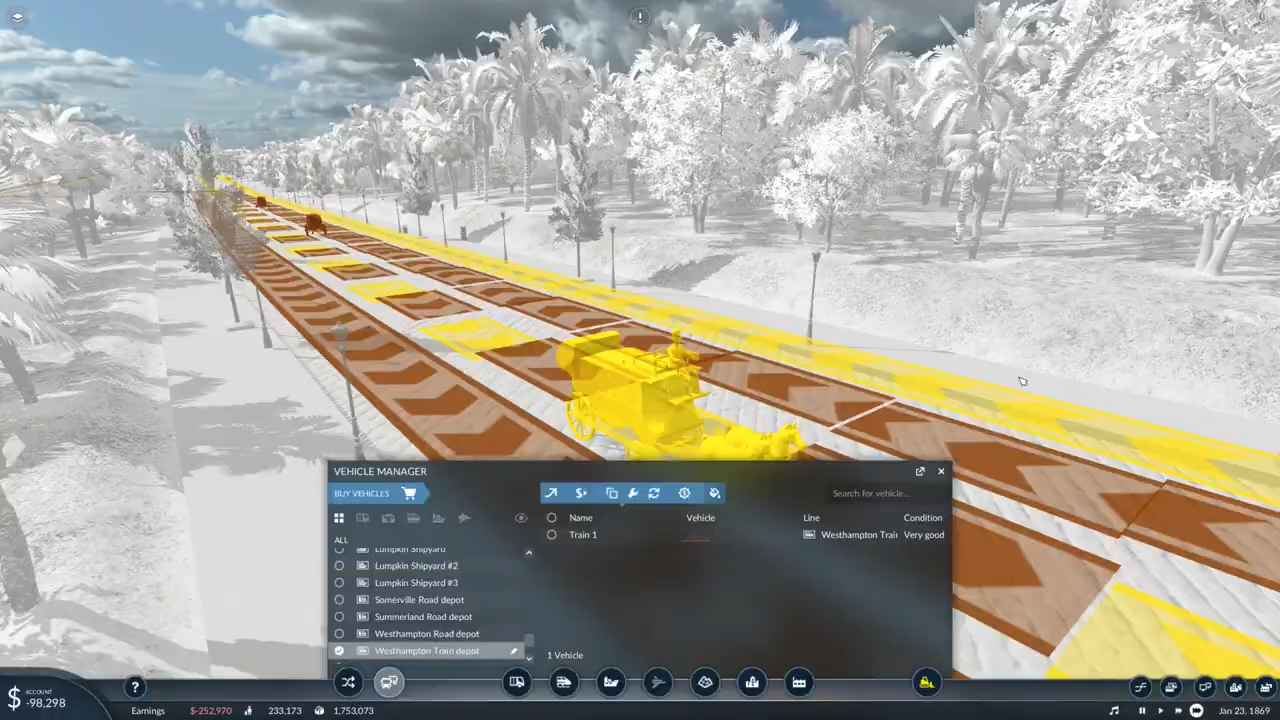 VEHICLE MANAGER
BUY VEHICLES
Search for vehicle...
Name Vehicle Line Condition
ALL
Train 1 Westhampton Trai Very good
Lumpkin Shipyard
Lumpkin Shipyard #2
Lumpkin Shipyard #3
Somerville Road depot
Summerland Road depot
Westhampton Road depot
Westhampton Train depot
1 Vehicle
?
$ ACCOUNT
-98,298
Earnings $-252,970 233,173 1,753,073 Jan 23, 1869